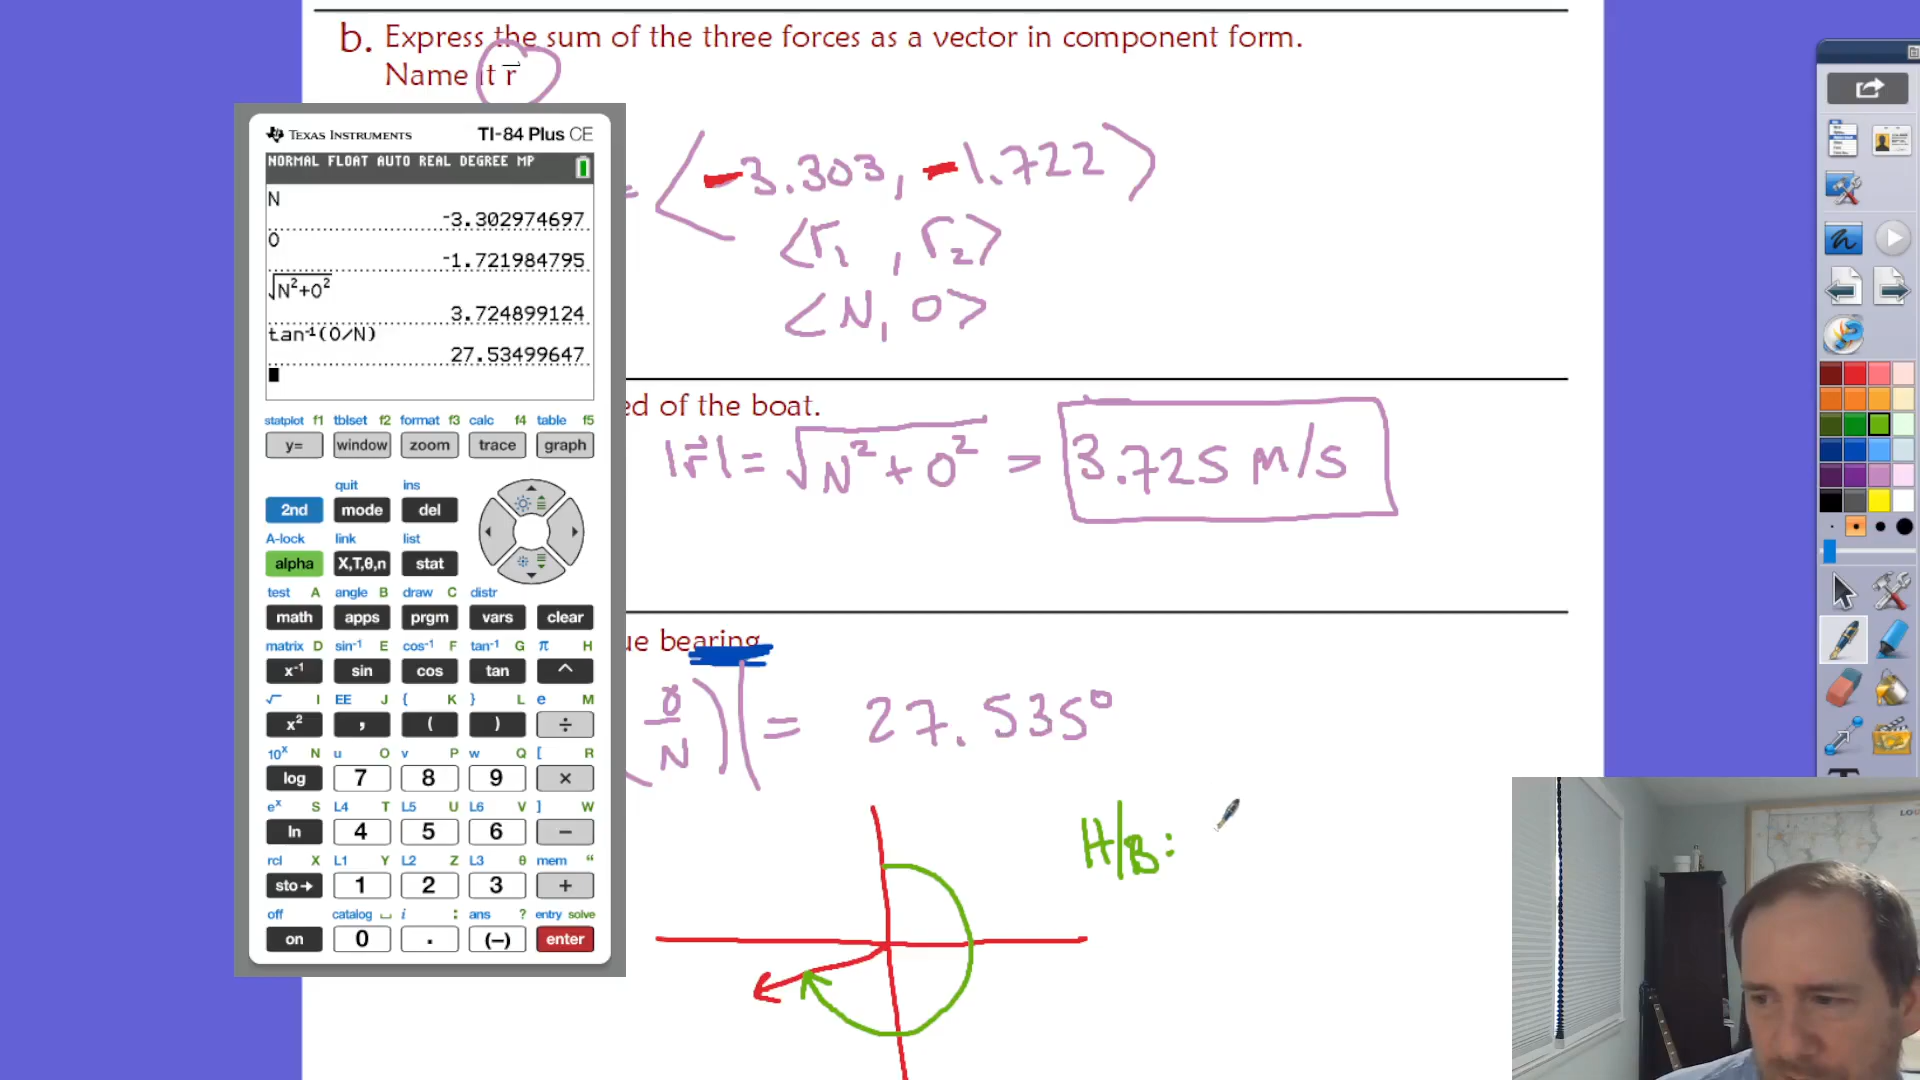 b. Express the sum of the three forces as a vector in component form.
Name it r⃗
= ⟨-3.303, -1.722⟩
⟨r₁ , r₂⟩
⟨N, O⟩
TEXAS INSTRUMENTS TI-84 Plus CE
NORMAL FLOAT AUTO REAL DEGREE MP
N
-3.302974697
O
-1.721984795
√N²+O²
3.724899124
tan⁻¹(O/N)
27.53499647
ed of the boat.
|r⃗| = √N² + O² = 3.725 m/s
ue bearing
O/N)| = 27.535°
H/B:
statplot f1 tblset f2 format f3 calc f4 table f5
y= window zoom trace graph
quit ins
2nd mode del
A-lock link list
alpha X,T,θ,n stat
test A angle B draw C distr
math apps prgm vars clear
matrix D sin⁻¹ E cos⁻¹ F tan⁻¹ G π H
x⁻¹ sin cos tan ^
√ I EE J { K } L e M
x² , ( ) ÷
10ˣ N u O v P w Q [ R
log 7 8 9 ×
eˣ S L4 T L5 U L6 V ] W
ln 4 5 6 −
rcl X L1 Y L2 Z L3 θ mem “
sto→ 1 2 3 +
off catalog ⎵ i : ans ? entry solve
on 0 . (−) enter